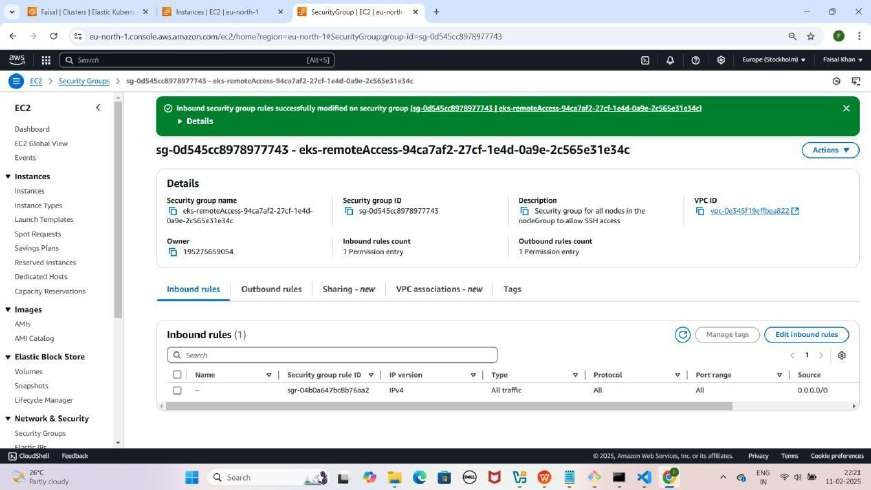 Faisal | Clusters | Elastic Kubern
Instances | EC2 | eu-north-1
SecurityGroup | EC2 | eu-north-
eu-north-1.console.aws.amazon.com/ec2/home?region=eu-north-1#SecurityGroup:group-id=sg-0d545cc8978977743
aws
Search
[Alt+S]
Europe (Stockholm)
Faisal Khan
EC2
Security Groups
sg-0d545cc8978977743 - eks-remoteAccess-94ca7af2-27cf-1e4d-0a9e-2c565e31e34c
EC2
Dashboard
EC2 Global View
Events
Instances
Instances
Instance Types
Launch Templates
Spot Requests
Savings Plans
Reserved Instances
Dedicated Hosts
Capacity Reservations
Images
AMIs
AMI Catalog
Elastic Block Store
Volumes
Snapshots
Lifecycle Manager
Network & Security
Security Groups
Elastic IPs
Inbound security group rules successfully modified on security group (sg-0d545cc8978977743 | eks-remoteAccess-94ca7af2-27cf-1e4d-0a9e-2c565e31e34c)
Details
sg-0d545cc8978977743 - eks-remoteAccess-94ca7af2-27cf-1e4d-0a9e-2c565e31e34c
Actions
Details
Security group name
eks-remoteAccess-94ca7af2-27cf-1e4d-
0a9e-2c565e31e34c
Security group ID
sg-0d545cc8978977743
Description
Security group for all nodes in the
nodeGroup to allow SSH access
VPC ID
vpc-0e345f19effbea822
Owner
195275659054
Inbound rules count
1 Permission entry
Outbound rules count
1 Permission entry
Inbound rules
Outbound rules
Sharing - new
VPC associations - new
Tags
Inbound rules (1)
Manage tags
Edit inbound rules
Search
1
Name
Security group rule ID
IP version
Type
Protocol
Port range
Source
–
sgr-04b0a647bc8b76aa2
IPv4
All traffic
All
All
0.0.0.0/0
CloudShell
Feedback
© 2025, Amazon Web Services, Inc. or its affiliates.
Privacy
Terms
Cookie preferences
26°C
Partly cloudy
Search
ENG
IN
22:21
11-02-2025